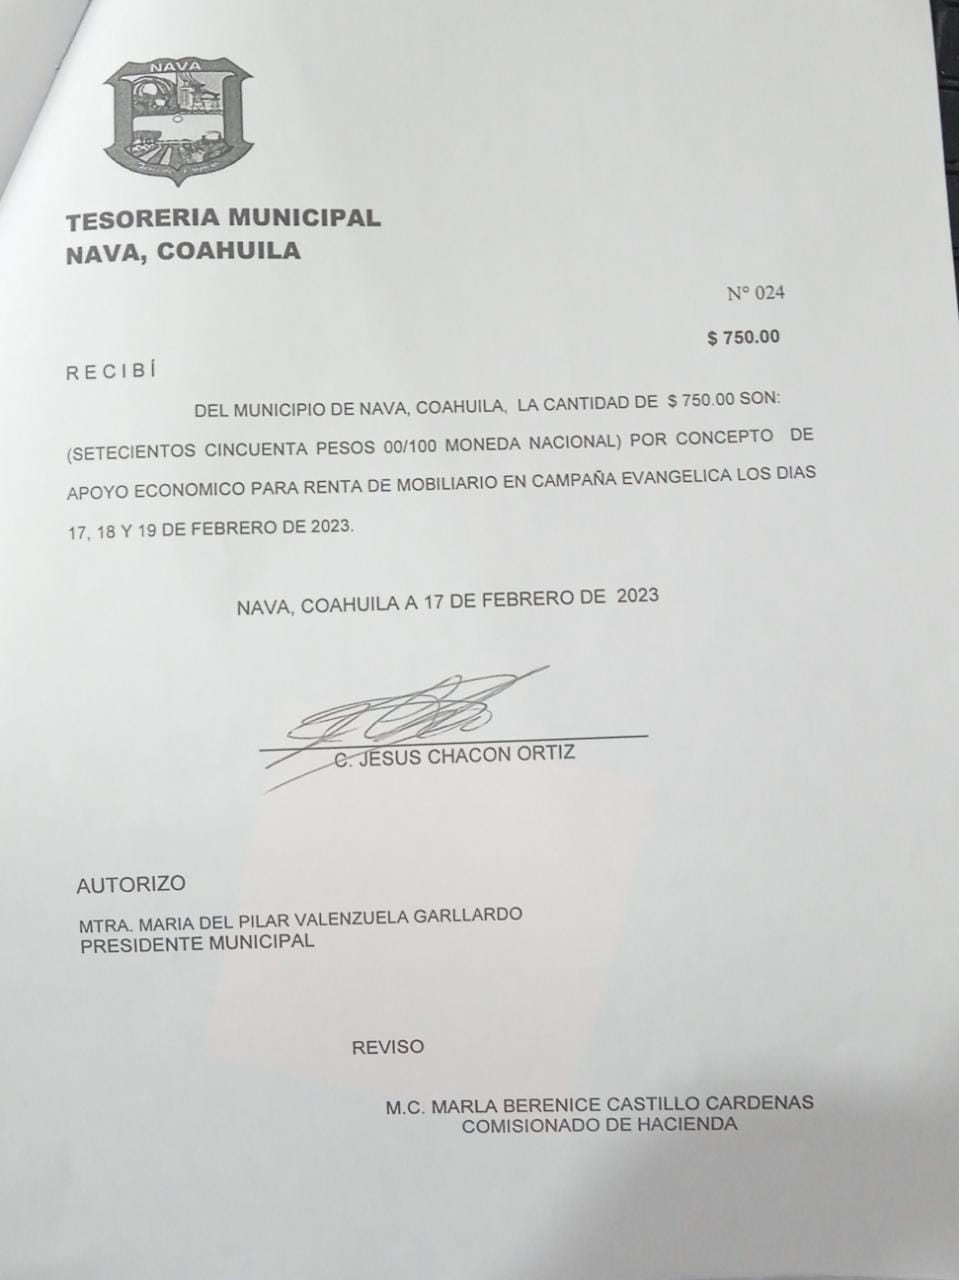 NAVA
TESORERIA MUNICIPAL
NAVA, COAHUILA
N° 024
$ 750.00
RECIBÍ
DEL MUNICIPIO DE NAVA, COAHUILA, LA CANTIDAD DE $ 750.00 SON:
(SETECIENTOS CINCUENTA PESOS 00/100 MONEDA NACIONAL) POR CONCEPTO DE
APOYO ECONOMICO PARA RENTA DE MOBILIARIO EN CAMPAÑA EVANGELICA LOS DIAS
17, 18 Y 19 DE FEBRERO DE 2023.
NAVA, COAHUILA A 17 DE FEBRERO DE 2023
C. JESUS CHACON ORTIZ
AUTORIZO
MTRA. MARIA DEL PILAR VALENZUELA GARLLARDO
PRESIDENTE MUNICIPAL
REVISO
M.C. MARLA BERENICE CASTILLO CARDENAS
COMISIONADO DE HACIENDA